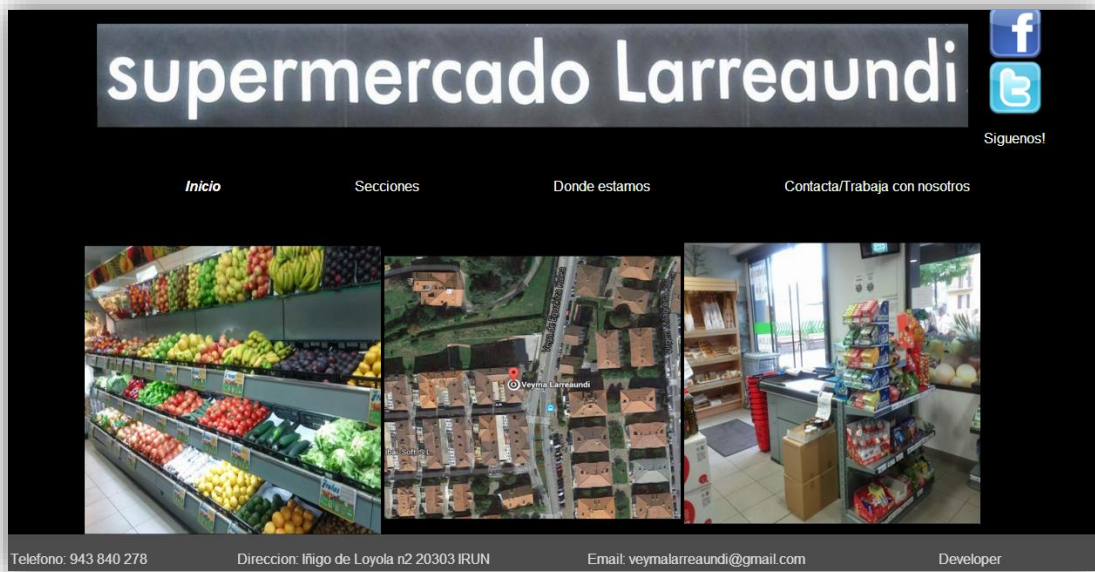 supermercado Larreaundi
Siguenos!
Inicio Secciones Donde estamos Contacta/Trabaja con nosotros
Veyma Larreaundi
Telefono: 943 840 278 Direccion: Iñigo de Loyola n2 20303 IRUN Email: veymalarreaundi@gmail.com Developer